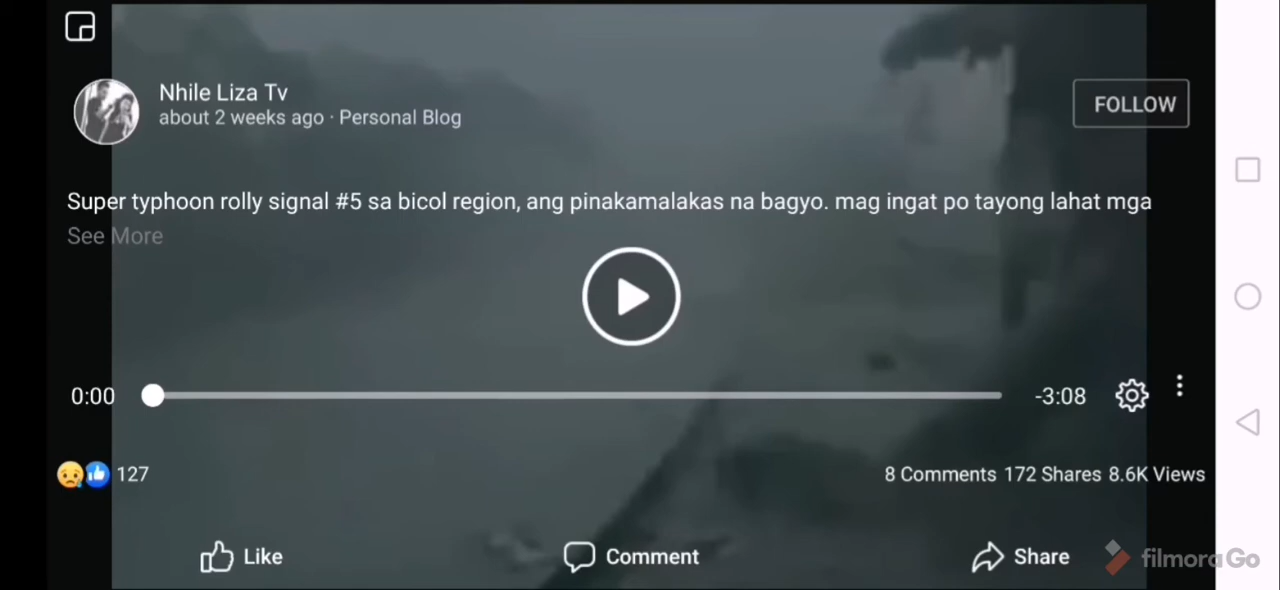 Nhile Liza Tv
about 2 weeks ago · Personal Blog
FOLLOW
Super typhoon rolly signal #5 sa bicol region, ang pinakamalakas na bagyo. mag ingat po tayong lahat mga
See More
0:00
-3:08
127
8 Comments 172 Shares 8.6K Views
Like
Comment
Share
filmoraGo